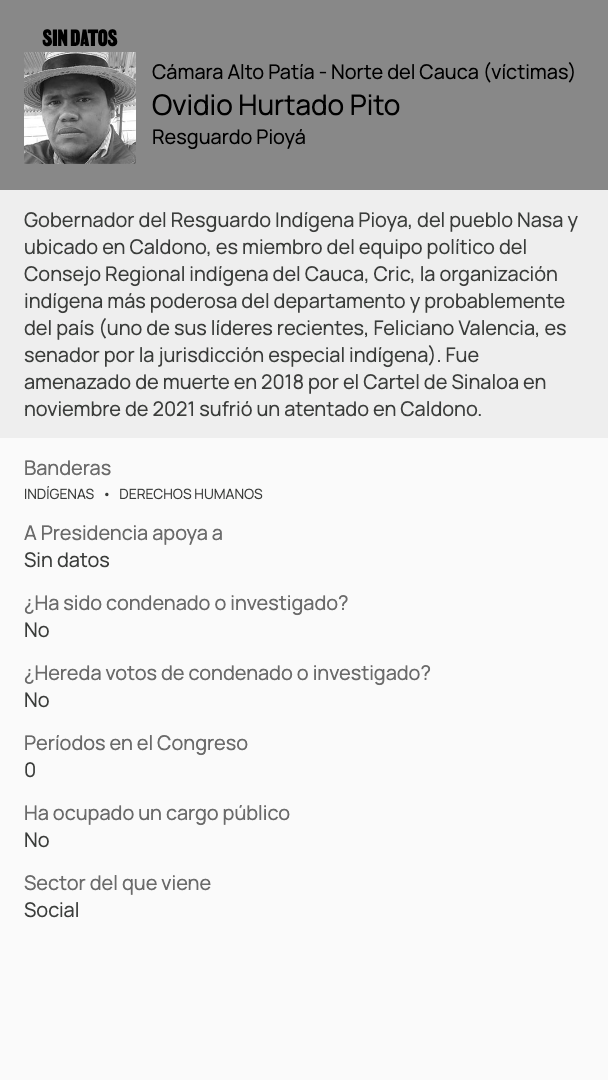 SIN DATOS
Cámara Alto Patía - Norte del Cauca (víctimas)
Ovidio Hurtado Pito
Resguardo Pioyá
Gobernador del Resguardo Indígena Pioya, del pueblo Nasa y
ubicado en Caldono, es miembro del equipo político del
Consejo Regional indígena del Cauca, Cric, la organización
indígena más poderosa del departamento y probablemente
del país (uno de sus líderes recientes, Feliciano Valencia, es
senador por la jurisdicción especial indígena). Fue
amenazado de muerte en 2018 por el Cartel de Sinaloa en
noviembre de 2021 sufrió un atentado en Caldono.
Banderas
INDÍGENAS • DERECHOS HUMANOS
A Presidencia apoya a
Sin datos
¿Ha sido condenado o investigado?
No
¿Hereda votos de condenado o investigado?
No
Períodos en el Congreso
0
Ha ocupado un cargo público
No
Sector del que viene
Social